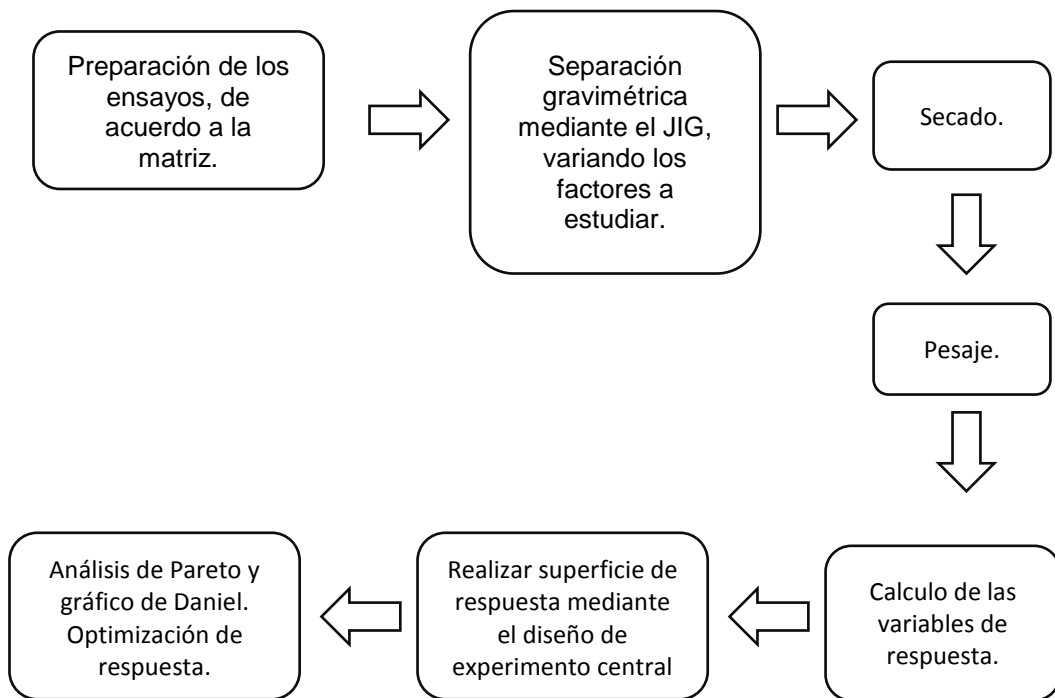 Preparación de los
ensayos, de
acuerdo a la
matriz.
Separación
gravimétrica
mediante el JIG,
variando los
factores a
estudiar.
Secado.
Pesaje.
Calculo de las
variables de
respuesta.
Realizar superficie de
respuesta mediante
el diseño de
experimento central
Análisis de Pareto y
gráfico de Daniel.
Optimización de
respuesta.